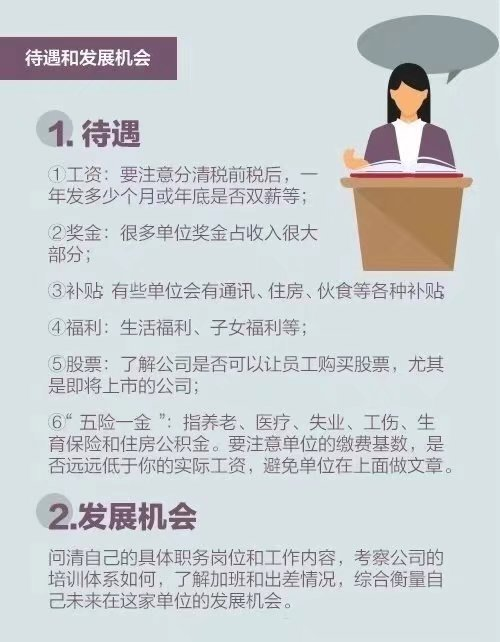 待遇和发展机会
1. 待遇
①工资：要注意分清税前税后，一
年发多少个月或年底是否双薪等；
②奖金：很多单位奖金占收入很大
部分；
③补贴：有些单位会有通讯、住房、伙食等各种补贴；
④福利：生活福利、子女福利等；
⑤股票：了解公司是否可以让员工购买股票，尤其
是即将上市的公司；
⑥“五险一金”：指养老、医疗、失业、工伤、生
育保险和住房公积金。要注意单位的缴费基数，是
否远远低于你的实际工资，避免单位在上面做文章。
2.发展机会
问清自己的具体职务岗位和工作内容，考察公司的
培训体系如何，了解加班和出差情况，综合衡量自
己未来在这家单位的发展机会。